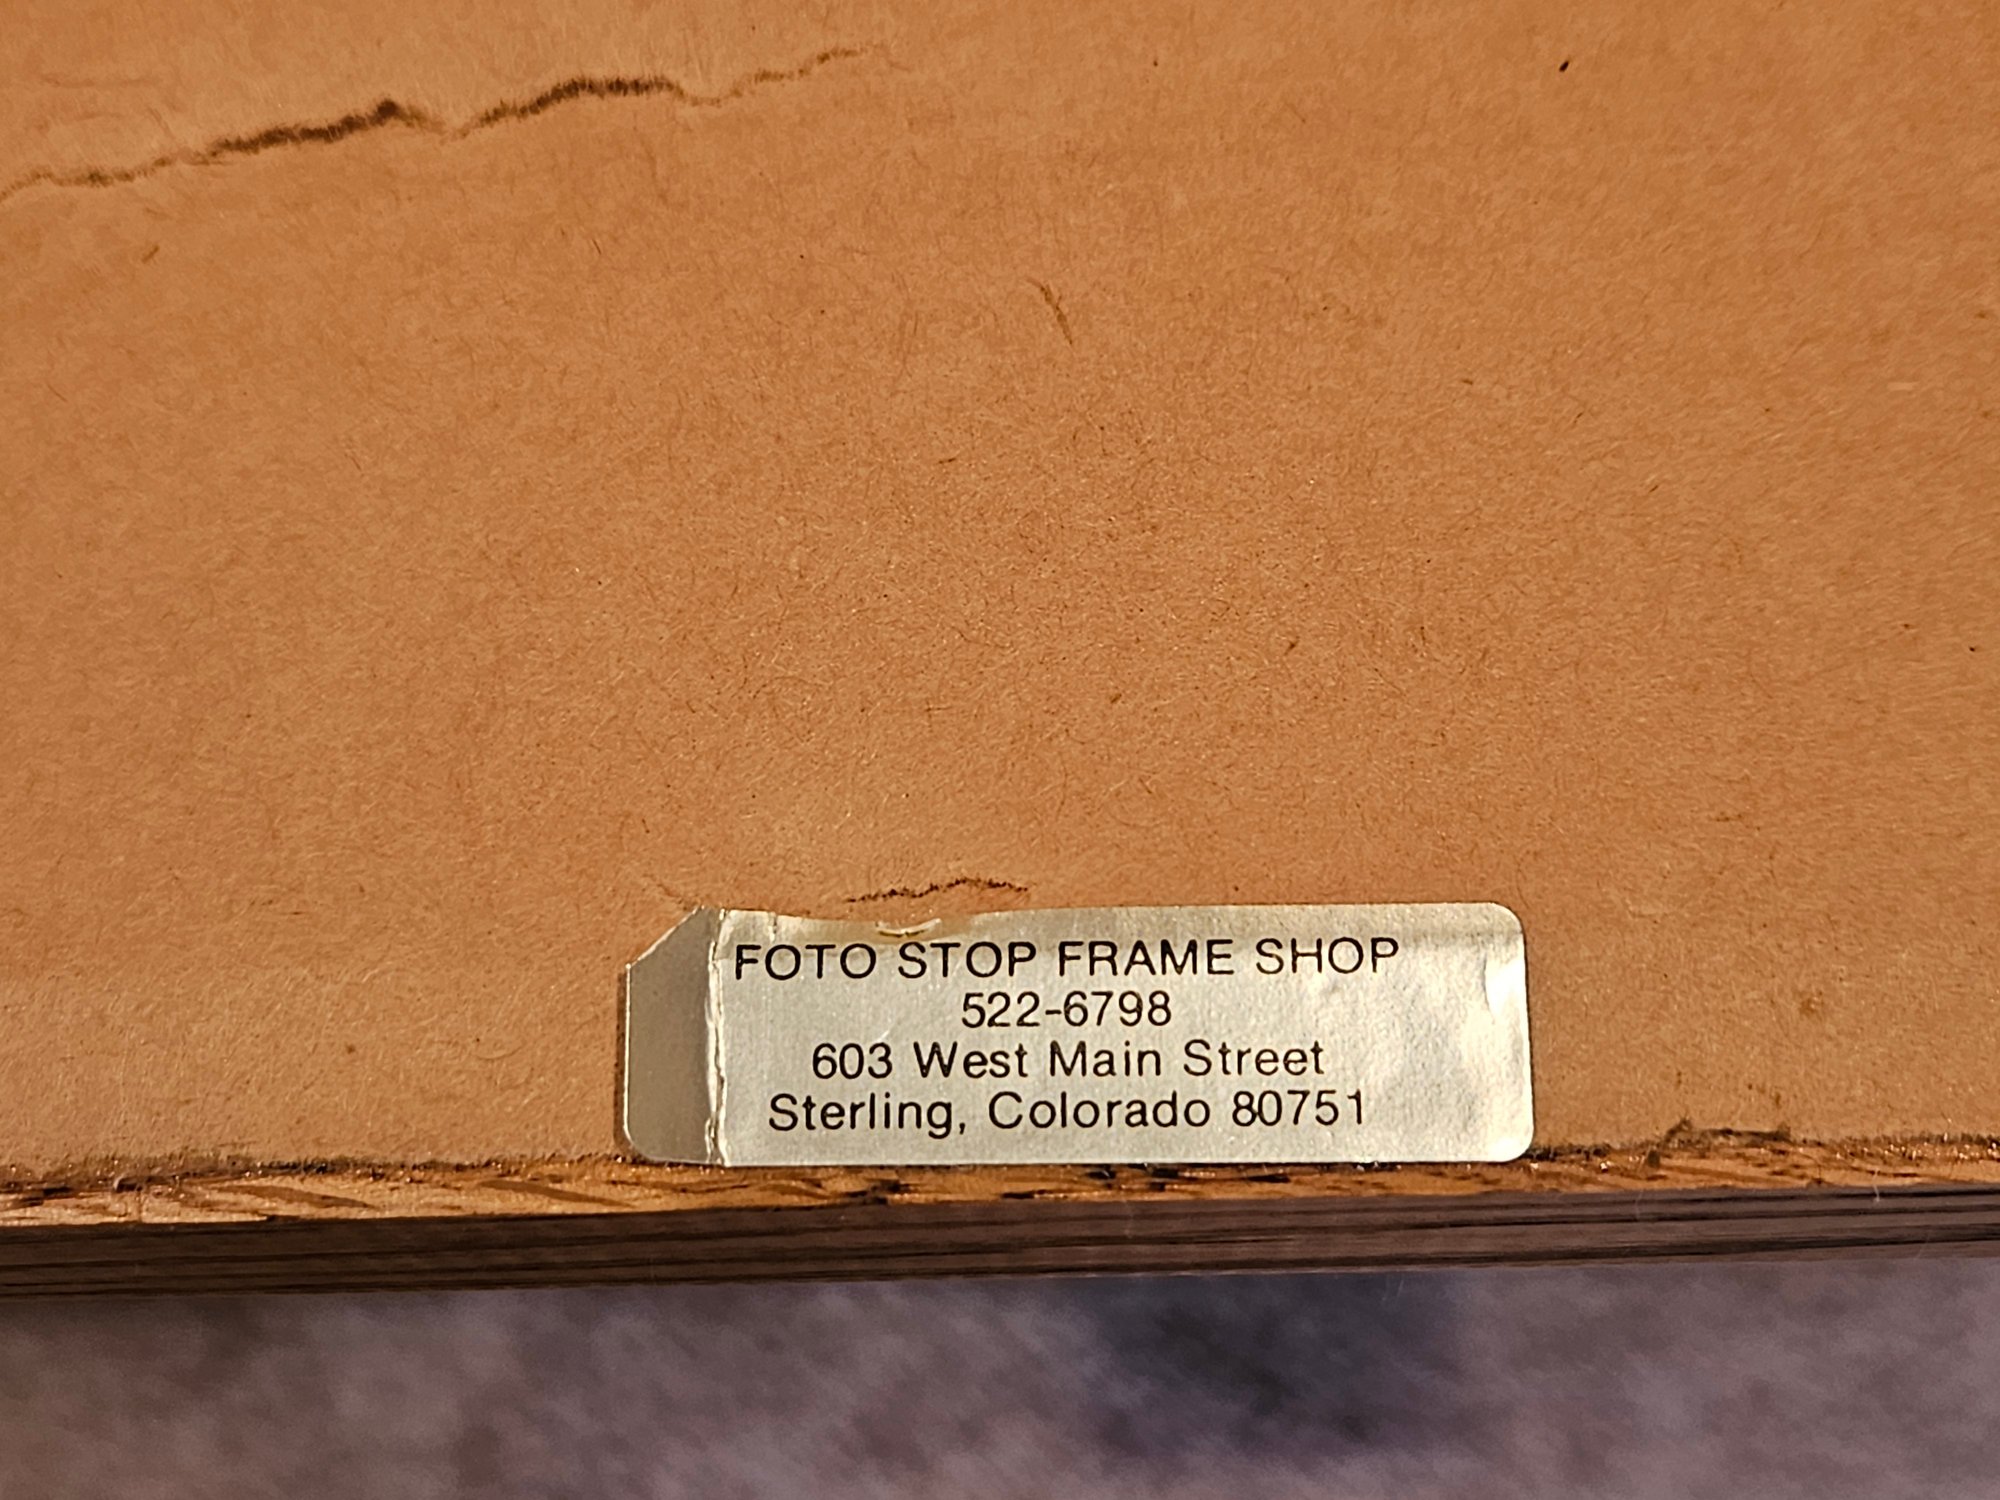 FOTO STOP FRAME SHOP
522-6798
603 West Main Street
Sterling, Colorado 80751